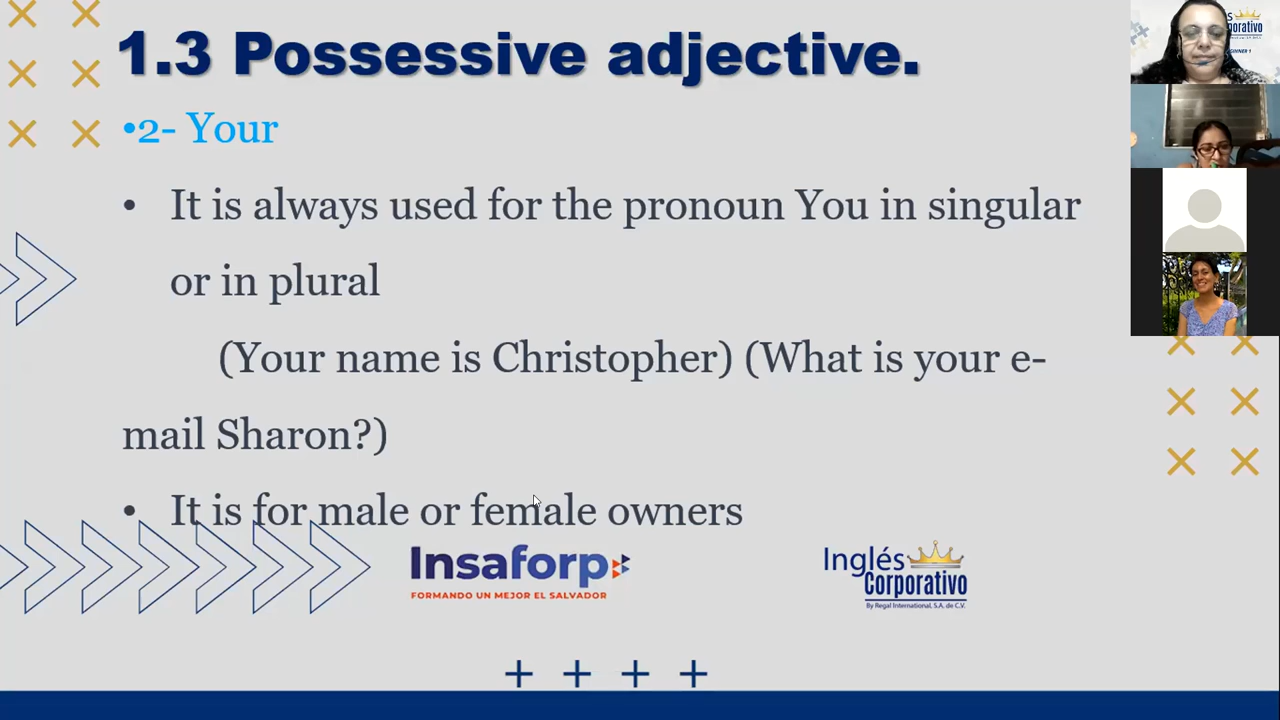 1.3 Possessive adjective.
•2- Your
• It is always used for the pronoun You in singular
or in plural
(Your name is Christopher) (What is your e-
mail Sharon?)
• It is for male or female owners
Insaforp
FORMANDO UN MEJOR EL SALVADOR
Inglés
Corporativo
By Regal International, S.A. de C.V.